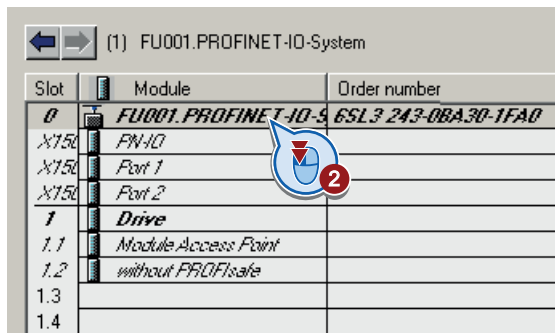 (1) FU001.PROFINET-IO-System
Slot Module Order number
0 FU001.PROFINET-IO-S 6SL3 243-0BA30-1FA0
X150 PN-IO
X150 Port 1
X150 Port 2
2
1 Drive
1.1 Module Access Point
1.2 without PROFIsafe
1.3
1.4